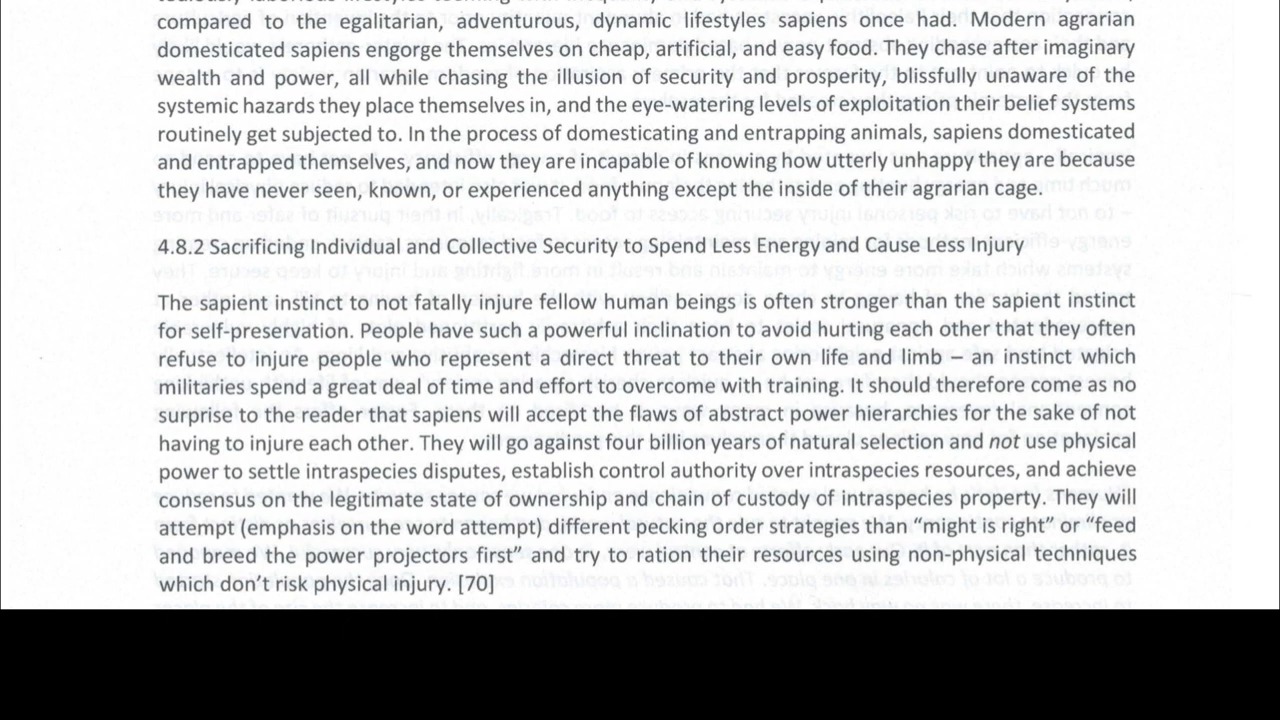 compared to the egalitarian, adventurous, dynamic lifestyles sapiens once had. Modern agrarian
domesticated sapiens engorge themselves on cheap, artificial, and easy food. They chase after imaginary
wealth and power, all while chasing the illusion of security and prosperity, blissfully unaware of the
systemic hazards they place themselves in, and the eye-watering levels of exploitation their belief systems
routinely get subjected to. In the process of domesticating and entrapping animals, sapiens domesticated
and entrapped themselves, and now they are incapable of knowing how utterly unhappy they are because
they've never seen, known, or experienced anything except the inside of their agrarian cage.
4.8.2 Sacrificing Individual and Collective Security to Spend Less Energy and Cause Less Injury
The sapient instinct to not fatally injure fellow human beings is often stronger than the sapient instinct
for self-preservation. People possess such a powerful inclination to avoid hurting each other that they often
refuse to injure people who represent a direct threat to their own life and limb – an instinct which
militaries spend a great deal of time and effort to overcome with training. It should therefore come as no
surprise to the reader that sapiens will accept the flaws of abstract power hierarchies for the sake of not
having to injure each other. They will go against four billion years of natural selection and not use physical
power to settle intraspecies disputes, establish control authority over intraspecies resources, and achieve
consensus on the legitimate state of ownership and chain of custody of intraspecies property. They will
attempt (emphasis on the word attempt) different pecking order strategies than “might is right” or “feed
and breed the power projectors first” and try to ration their resources using non-physical techniques
which don’t risk physical injury. [70]